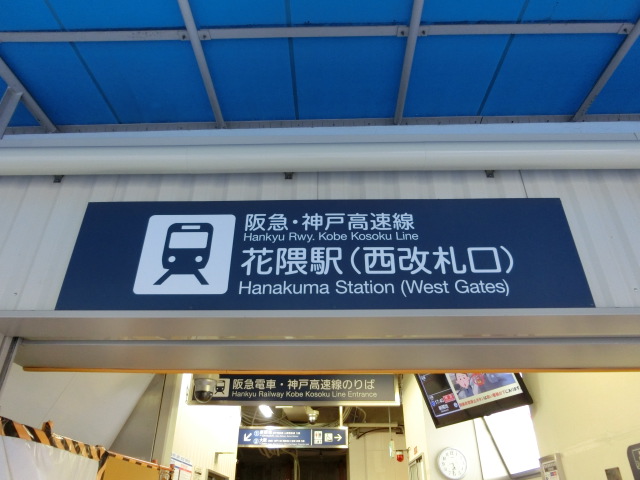 阪急・神戸高速線
Hankyu Rwy. Kobe Kosoku Line
花隈駅(西改札口)
Hanakuma Station (West Gates)
阪急電車・神戸高速線のりば
Hankyu Railway Kobe Kosoku Line Entrance